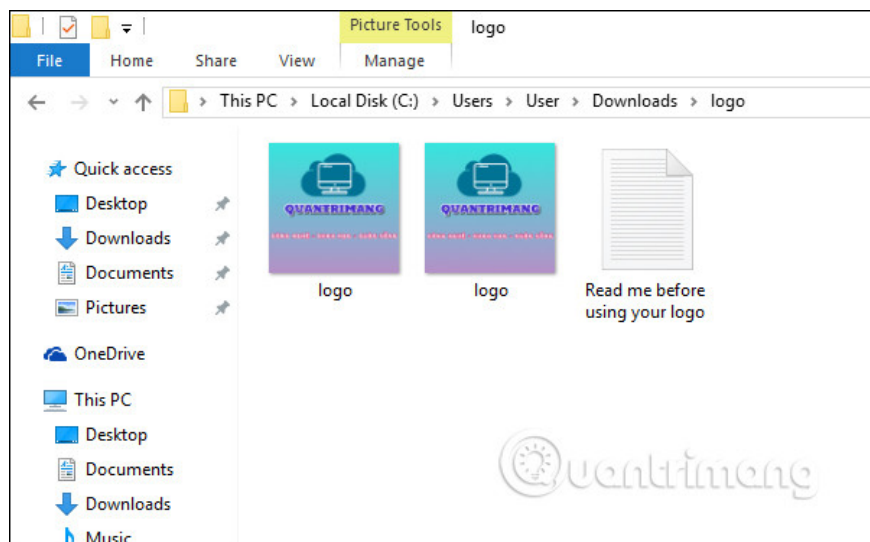 Picture Tools
logo
File
Home
Share
View
Manage
This PC
Local Disk (C:)
Users
User
Downloads
logo
Quick access
Desktop
Downloads
Documents
Pictures
OneDrive
This PC
Desktop
Documents
Downloads
Music
QUANTRIMANG
logo
QUANTRIMANG
logo
Read me before
using your logo
Quantrimang